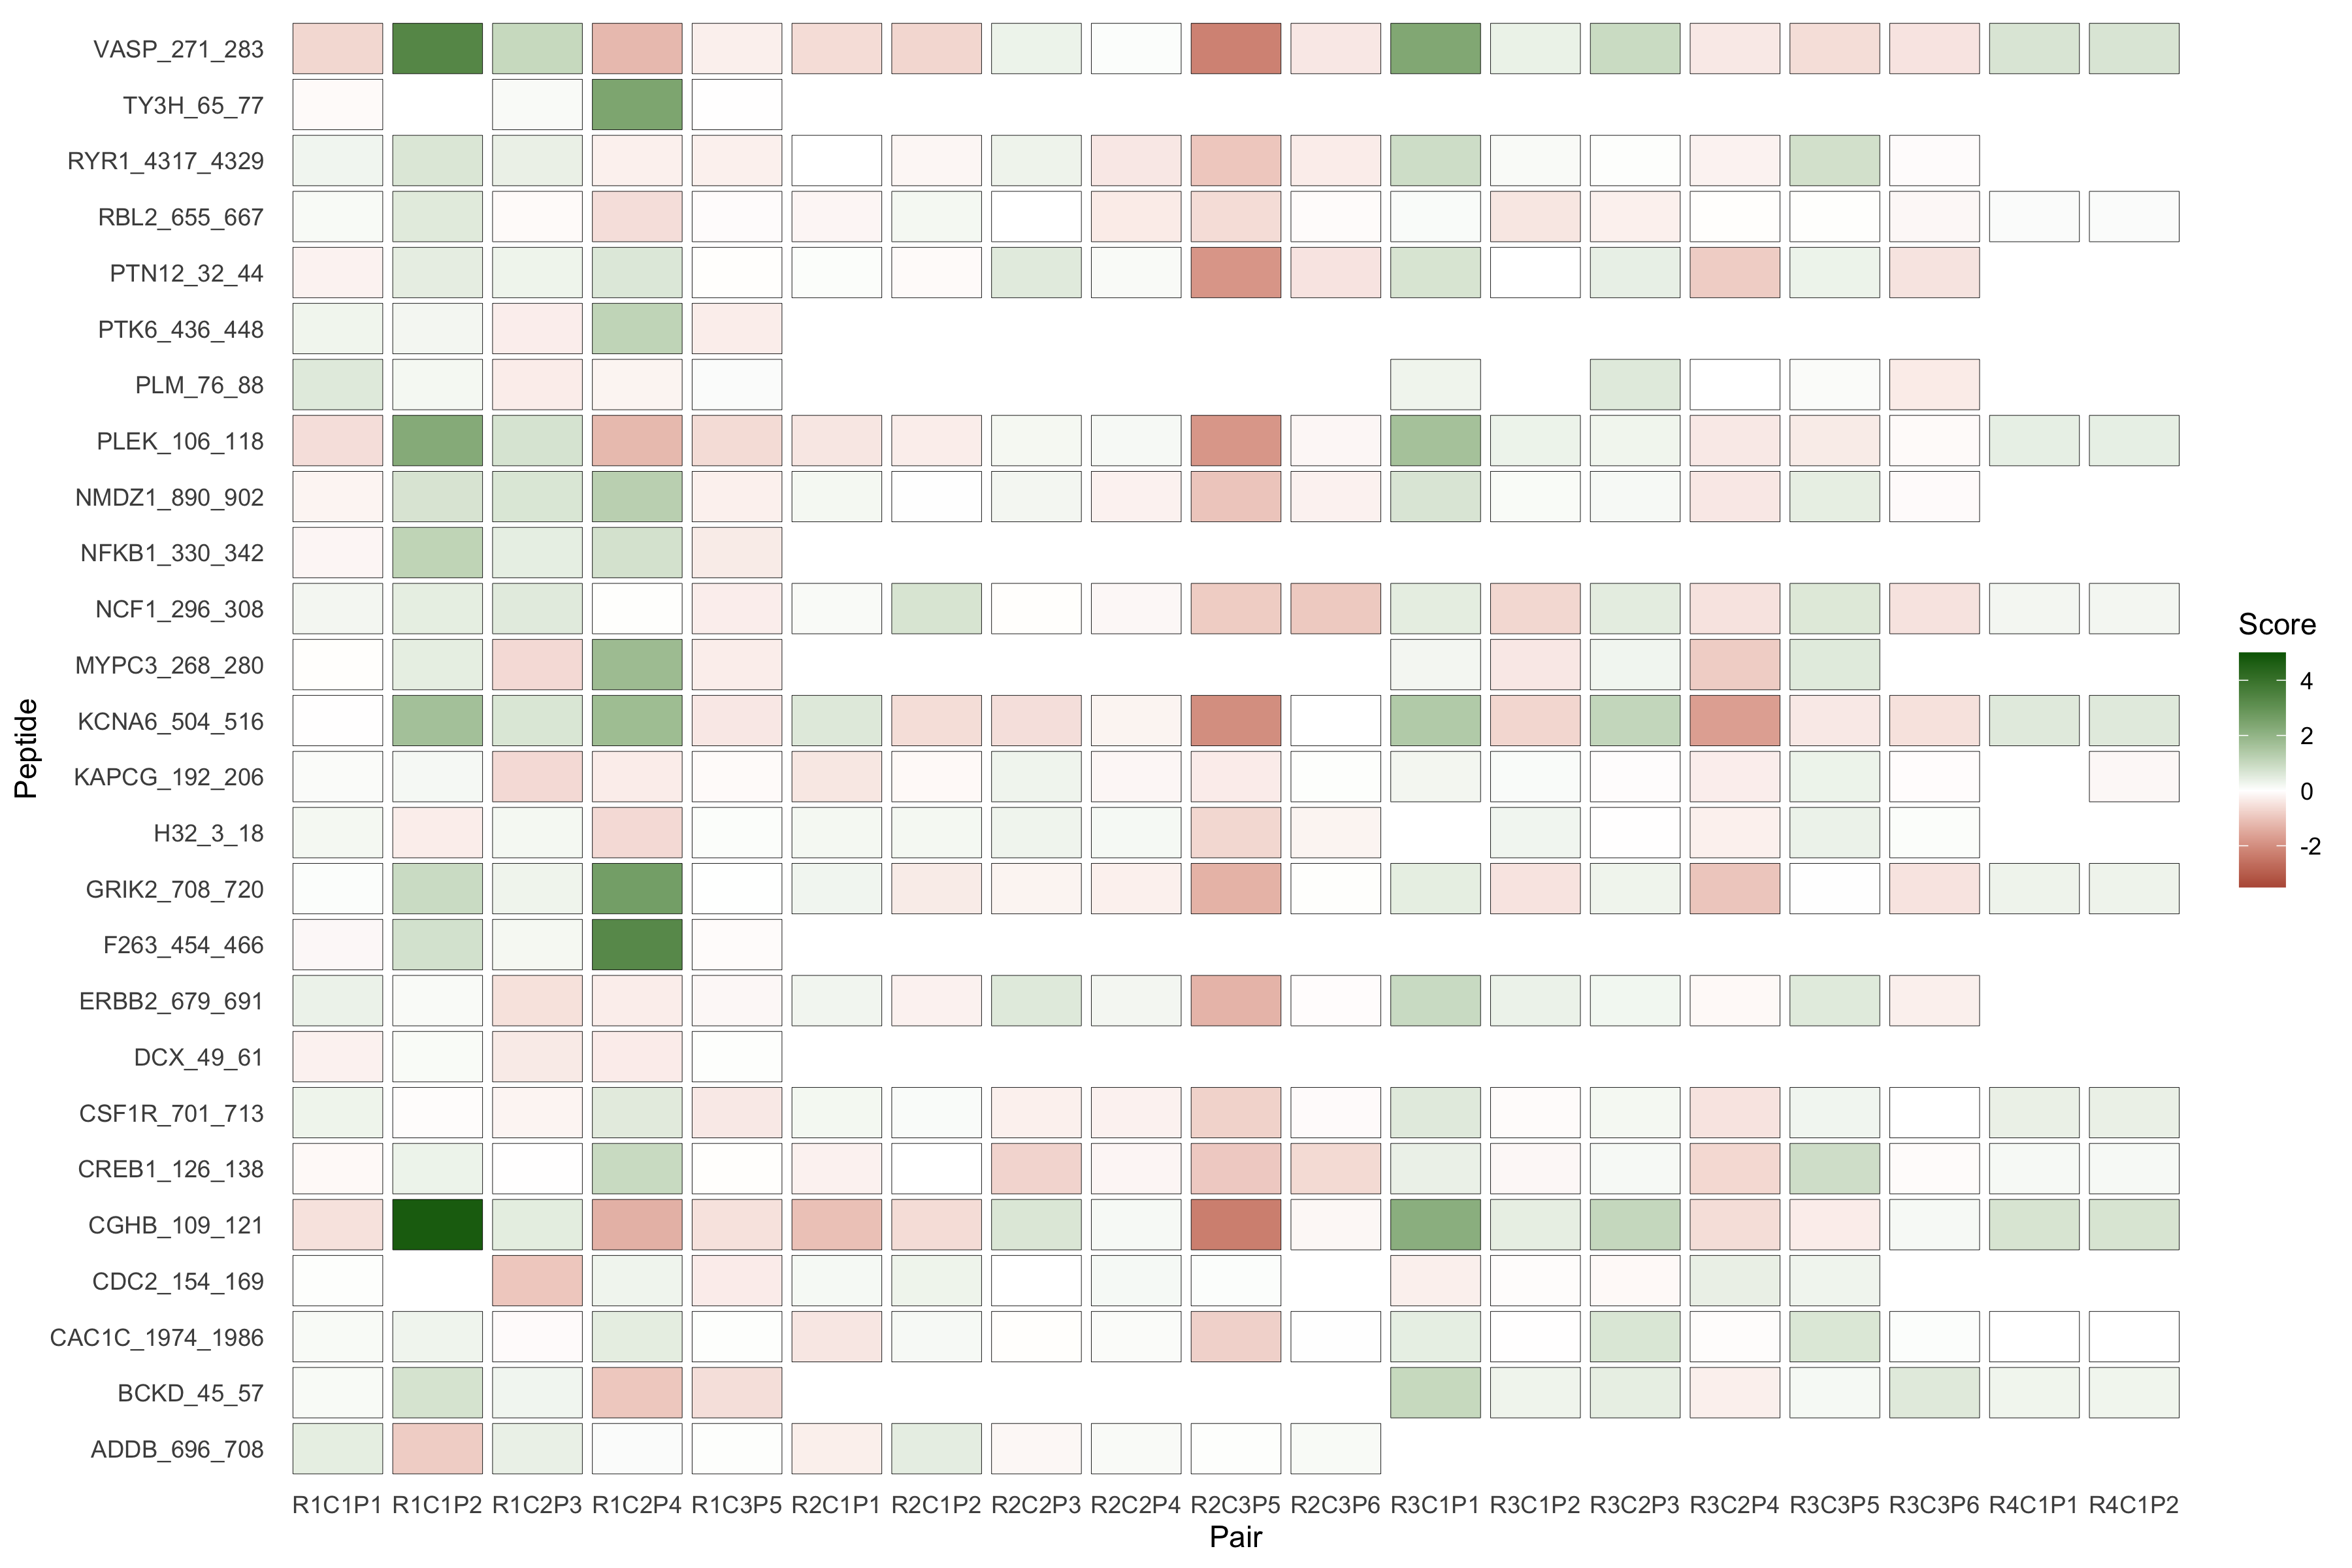 VASP_271_283
TY3H_65_77
RYR1_4317_4329
RBL2_655_667
PTN12_32_44
PTK6_436_448
PLM_76_88
PLEK_106_118
NMDZ1_890_902
NFKB1_330_342
NCF1_296_308
MYPC3_268_280
KCNA6_504_516
KAPCG_192_206
H32_3_18
GRIK2_708_720
F263_454_466
ERBB2_679_691
DCX_49_61
CSF1R_701_713
CREB1_126_138
CGHB_109_121
CDC2_154_169
CAC1C_1974_1986
BCKD_45_57
ADDB_696_708
Peptide
R1C1P1 R1C1P2 R1C2P3 R1C2P4 R1C3P5 R2C1P1 R2C1P2 R2C2P3 R2C2P4 R2C3P5 R2C3P6 R3C1P1 R3C1P2 R3C2P3 R3C2P4 R3C3P5 R3C3P6 R4C1P1 R4C1P2
Pair
Score
4
2
0
-2